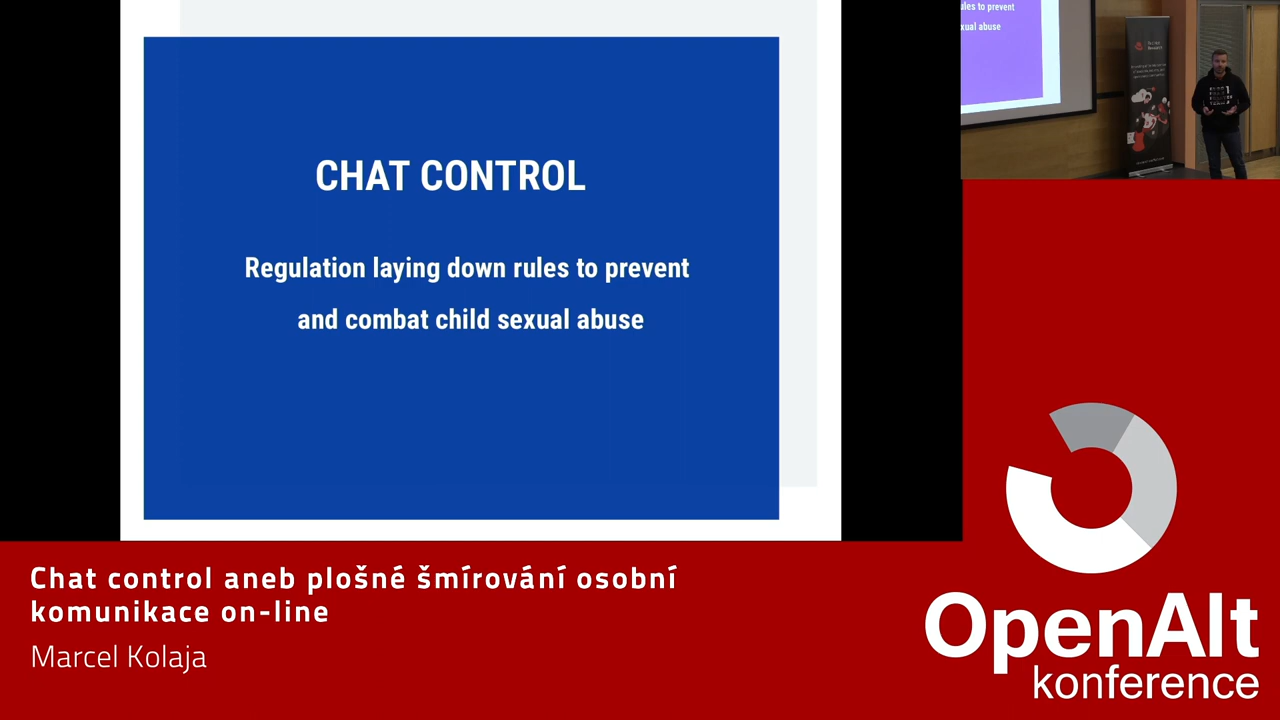 CHAT CONTROL
Regulation laying down rules to prevent
and combat child sexual abuse
ules to prevent
xual abuse
Chat control aneb plošné šmírování osobní
komunikace on-line
Marcel Kolaja
OpenAlt
konference